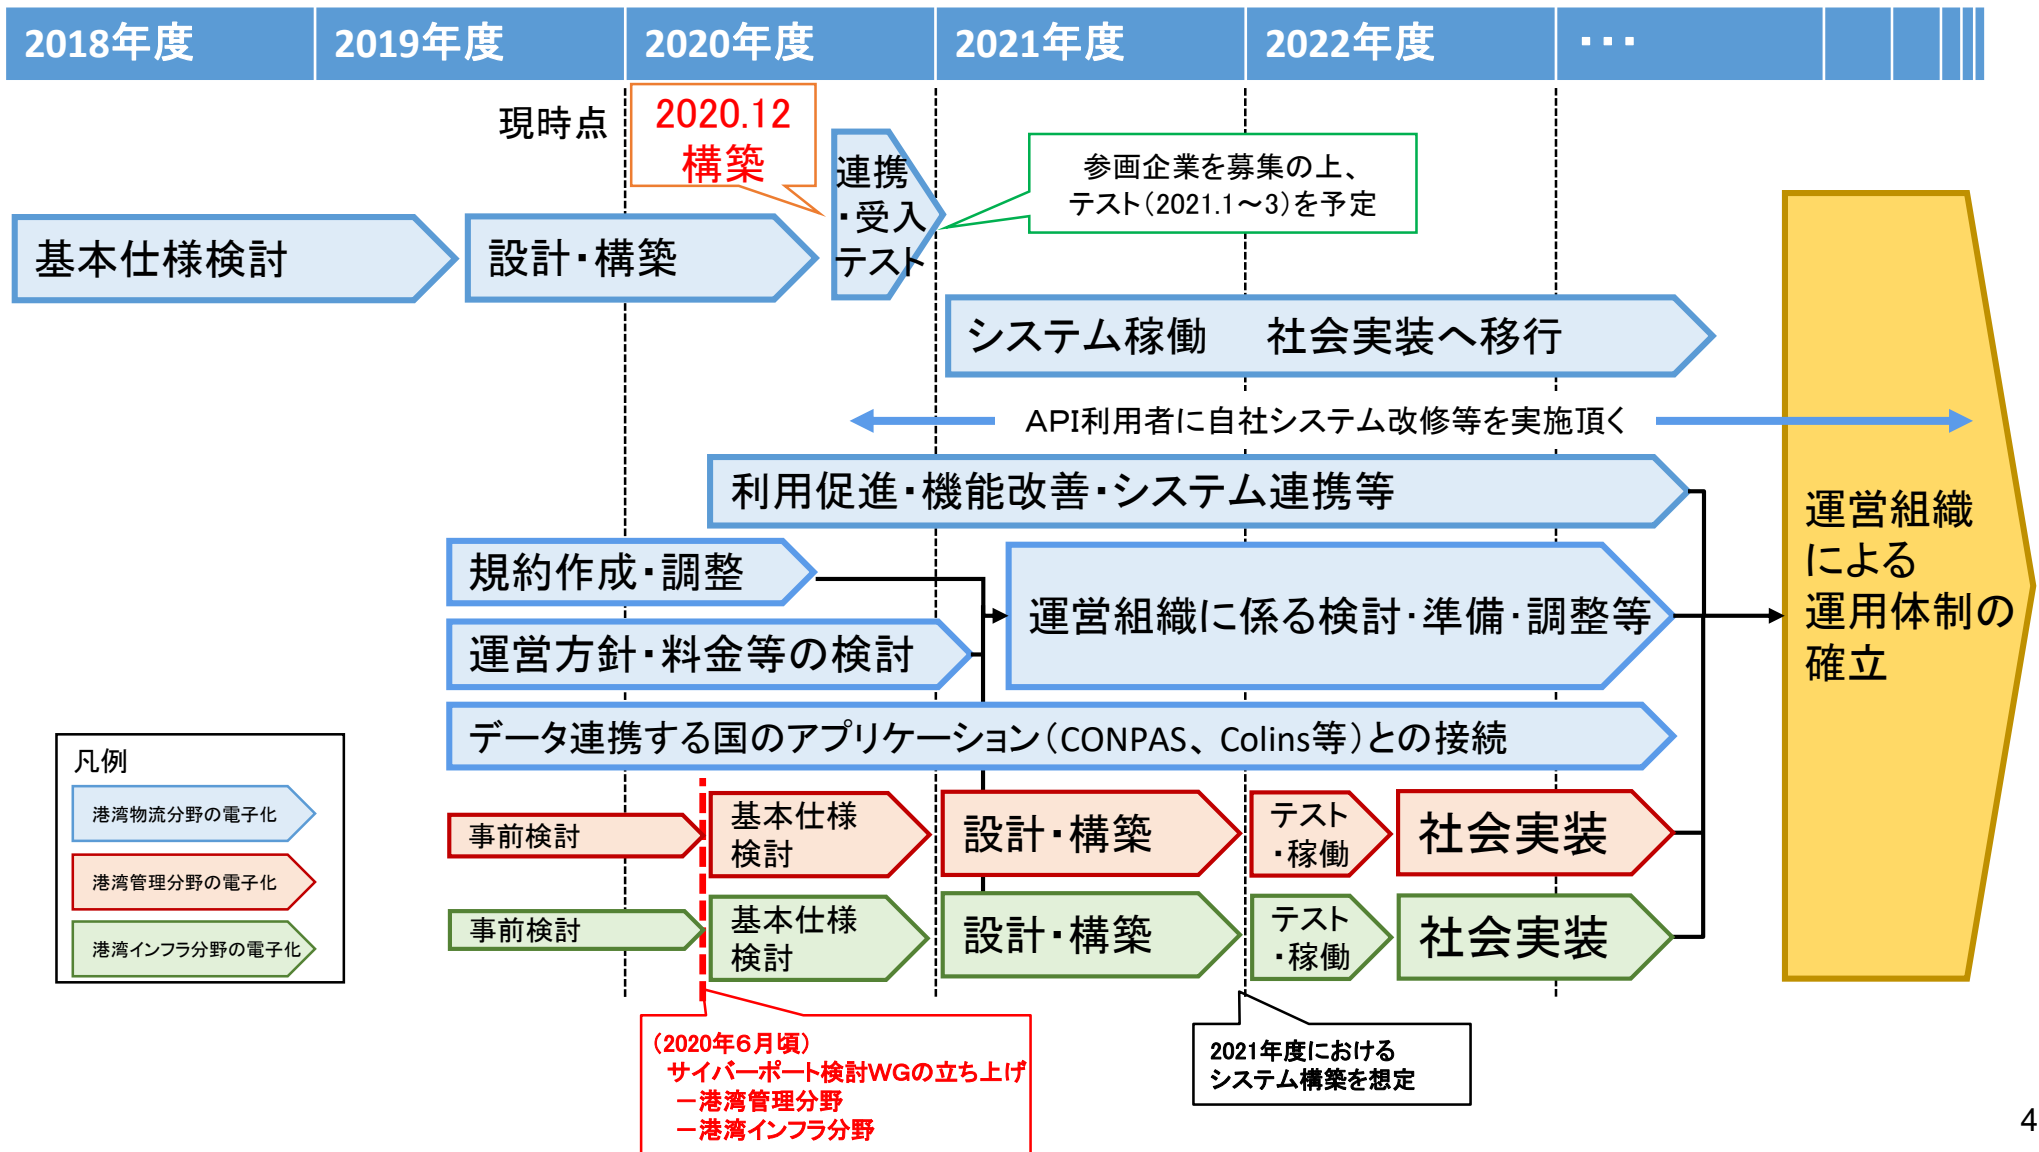 2018年度
2019年度
2020年度
2021年度
2022年度
・・・
現時点
2020.12
構築
連携
・受入
テスト
参画企業を募集の上、
テスト（2021.1～3）を予定
基本仕様検討
設計・構築
システム稼働　社会実装へ移行
API利用者に自社システム改修等を実施頂く
利用促進・機能改善・システム連携等
規約作成・調整
運営方針・料金等の検討
運営組織に係る検討・準備・調整等
運営組織
による
運用体制の
確立
データ連携する国のアプリケーション（CONPAS、Colins等）との接続
事前検討
基本仕様
検討
設計・構築
テスト
・稼働
社会実装
事前検討
基本仕様
検討
設計・構築
テスト
・稼働
社会実装
凡例
港湾物流分野の電子化
港湾管理分野の電子化
港湾インフラ分野の電子化
（2020年６月頃）
サイバーポート検討WGの立ち上げ
－港湾管理分野
－港湾インフラ分野
2021年度における
システム構築を想定
4